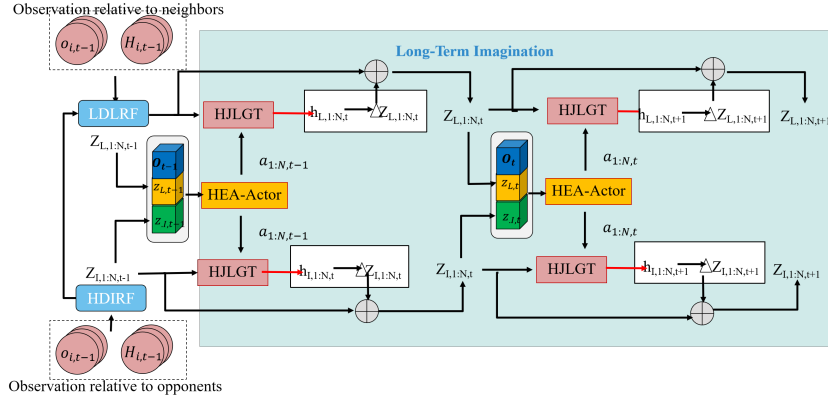 Observation relative to neighbors
o_{i,t-1} H_{i,t-1}
Long-Term Imagination
LDLRF
HJLGT
h_{L,1:N,t} △Z_{L,1:N,t}
Z_{L,1:N,t}
HJLGT
h_{L,1:N,t+1} △Z_{L,1:N,t+1}
Z_{L,1:N,t+1}
Z_{L,1:N,t-1}
a_{1:N,t-1}
a_{1:N,t}
O_{t-1}
z_{L,t-1}
z_{I,t-1}
HEA-Actor
O_t
z_{L,t}
z_{I,t}
HEA-Actor
a_{1:N,t-1}
a_{1:N,t}
Z_{I,1:N,t-1}
HJLGT
h_{I,1:N,t} △Z_{I,1:N,t}
Z_{I,1:N,t}
HJLGT
h_{I,1:N,t+1} △Z_{I,1:N,t+1}
Z_{I,1:N,t+1}
HDIRF
o_{i,t-1} H_{i,t-1}
Observation relative to opponents